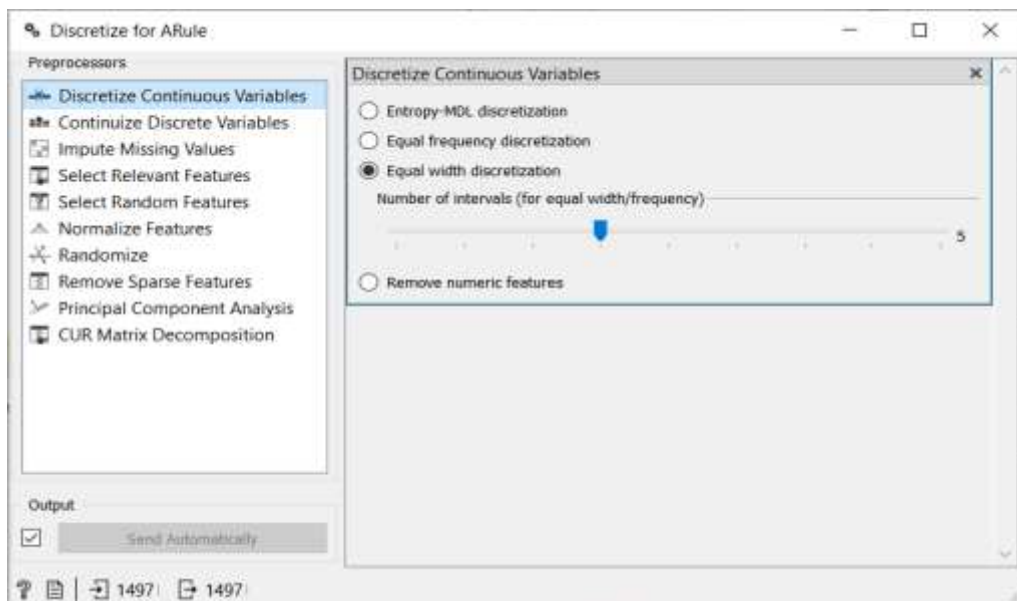 Discretize for ARule
Preprocessors
Discretize Continuous Variables
Continuize Discrete Variables
Impute Missing Values
Select Relevant Features
Select Random Features
Normalize Features
Randomize
Remove Sparse Features
Principal Component Analysis
CUR Matrix Decomposition
Output
Send Automatically
? 1497 1497
Discretize Continuous Variables
Entropy-MDL discretization
Equal frequency discretization
Equal width discretization
Number of intervals (for equal width/frequency)
5
Remove numeric features